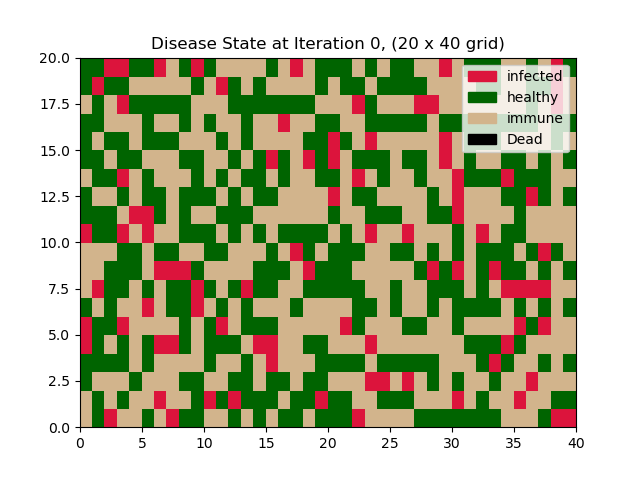 Disease State at Iteration 0, (20 x 40 grid)
20.0
17.5
15.0
12.5
10.0
7.5
5.0
2.5
0.0
0 5 10 15 20 25 30 35 40
infected
healthy
immune
Dead